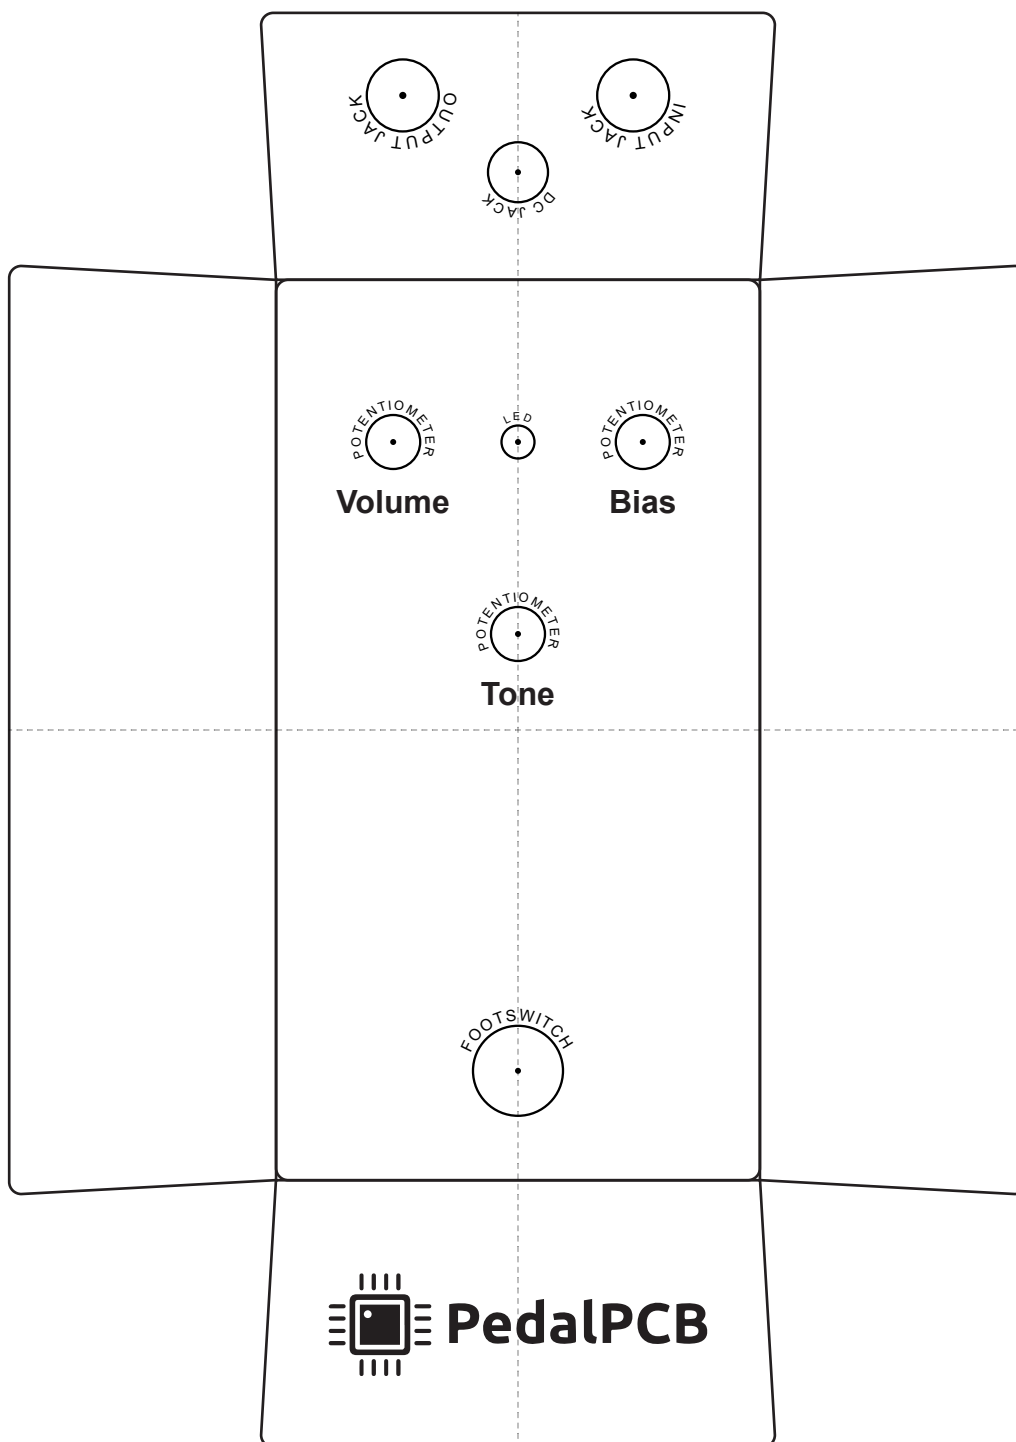 OUTPUT JACK
INPUT JACK
DC JACK
POTENTIOMETER
LED
POTENTIOMETER
Volume
Bias
POTENTIOMETER
Tone
FOOTSWITCH
PedalPCB